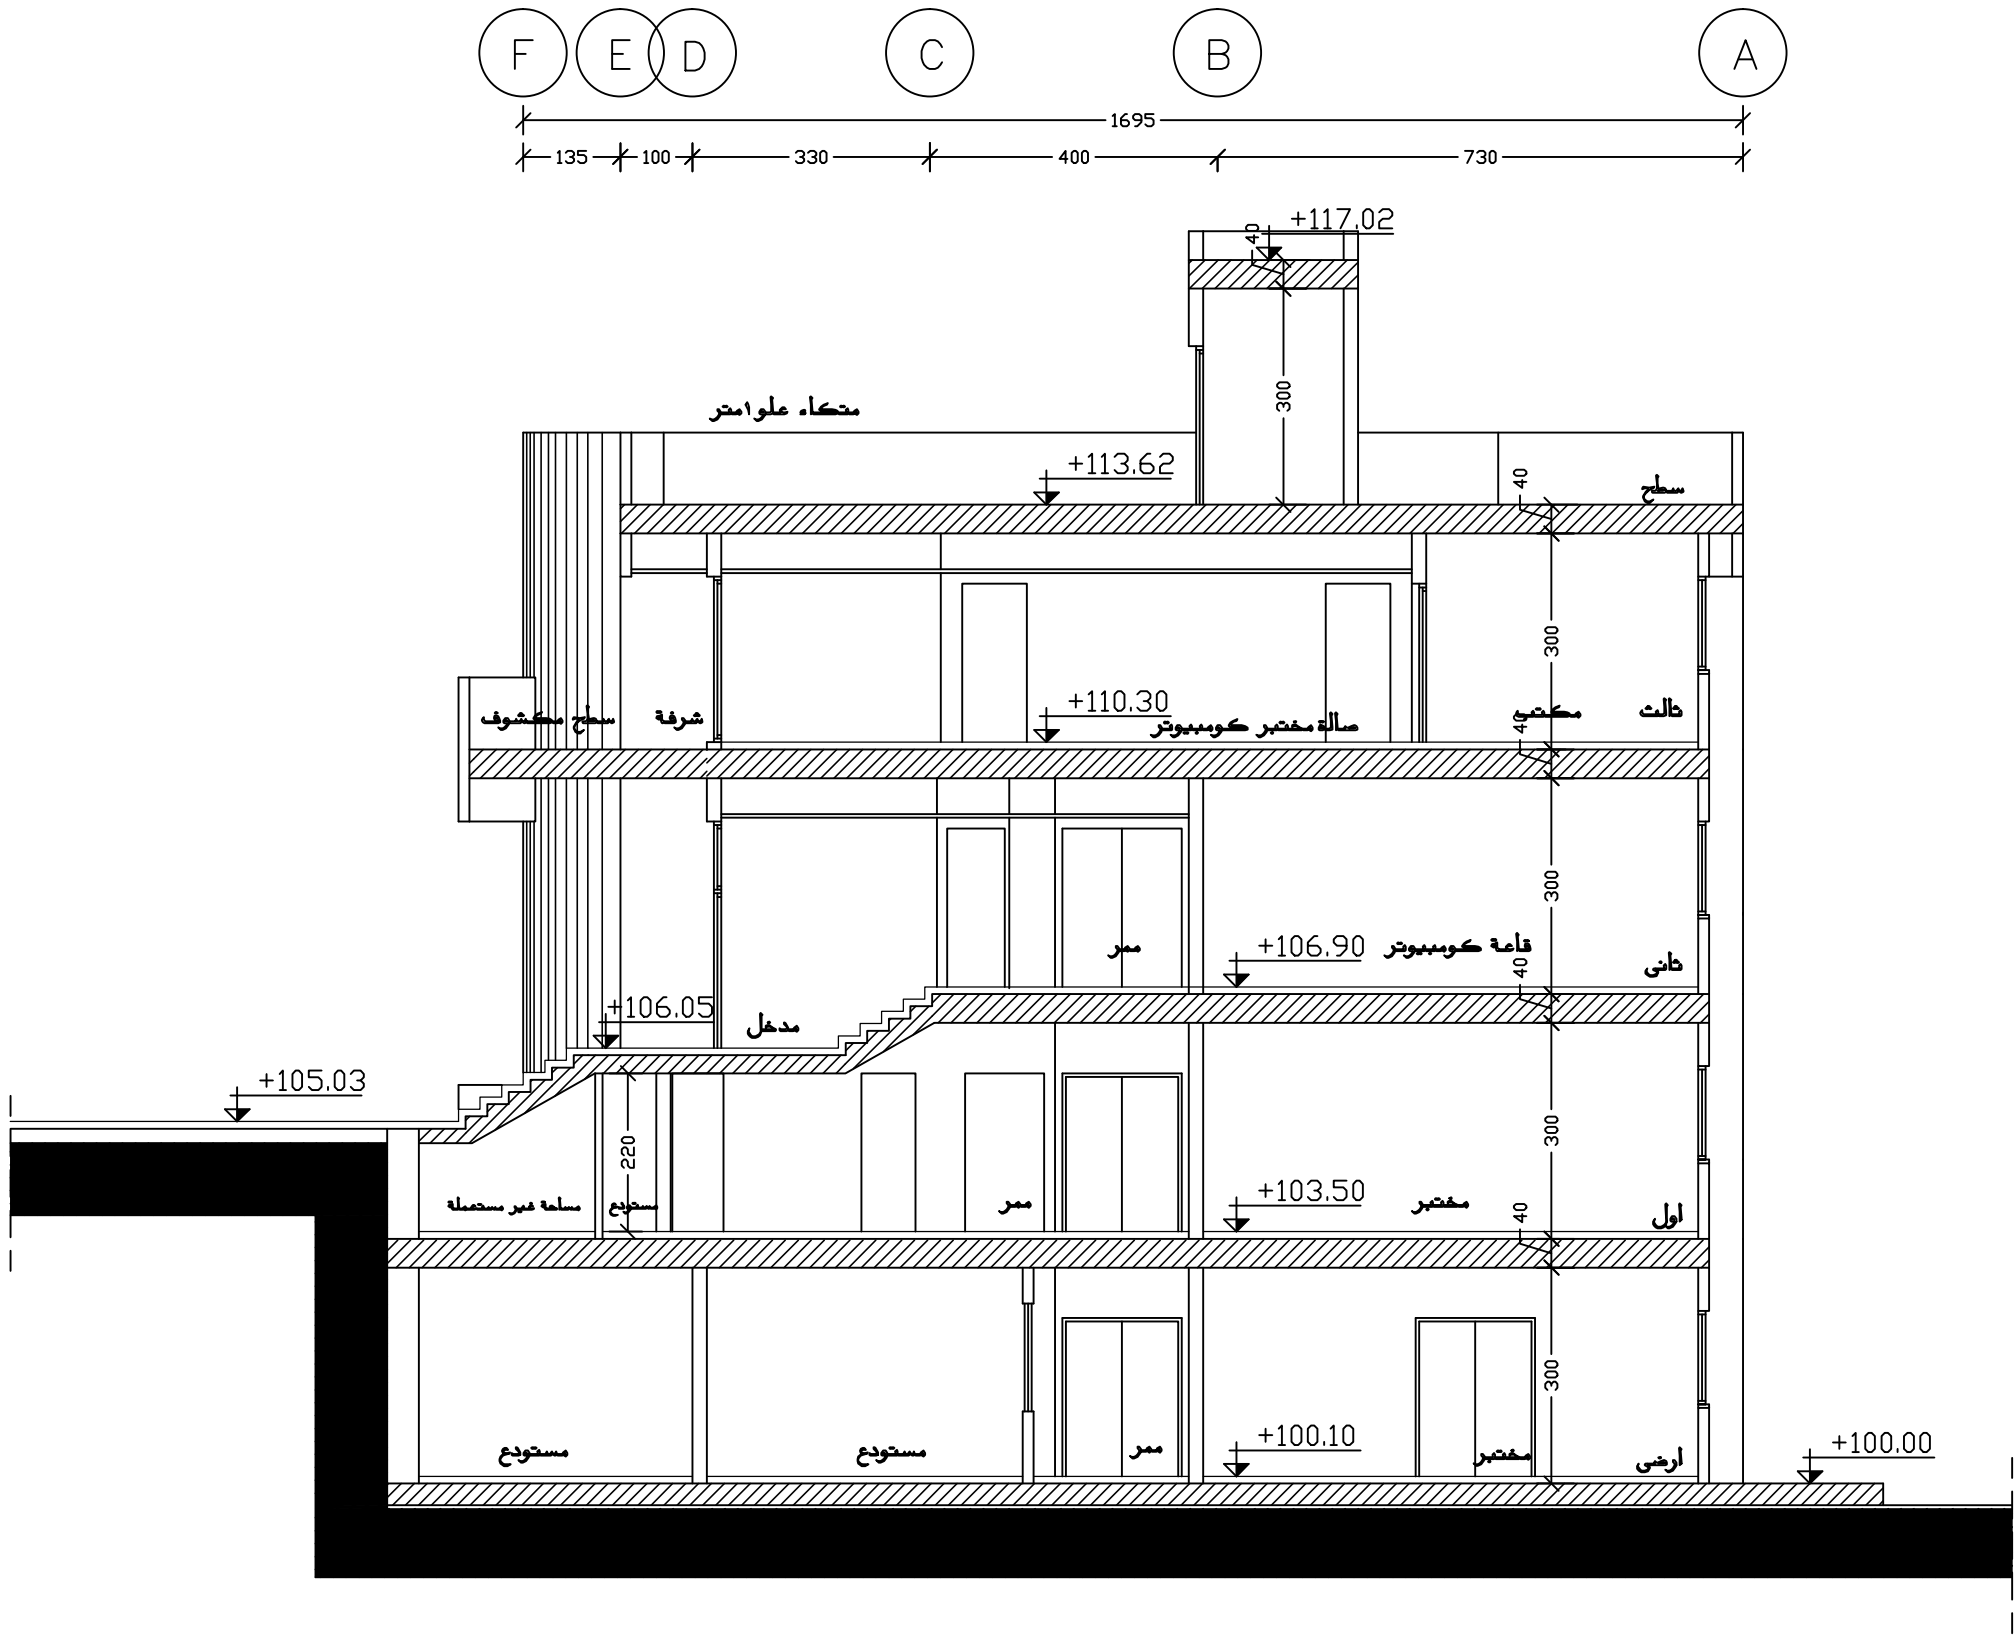 F E D C B A
1695
135 100 330 400 730
+117.02
40
300
متكاء علو ١متر
+113.62
40
سطح
300
+110.30
سطح مكشوف
شرفة
صالة مختبر كومبيوتر
مكتب
ثالث
40
300
+106.90
قاعة كومبيوتر
ممر
ثانى
40
+106.05
مدخل
+105.03
220
300
+103.50
مساحة غير مستعملة
مستودع
ممر
مختبر
اول
40
300
+100.10
+100.00
مستودع
مستودع
ممر
مختبر
ارضى